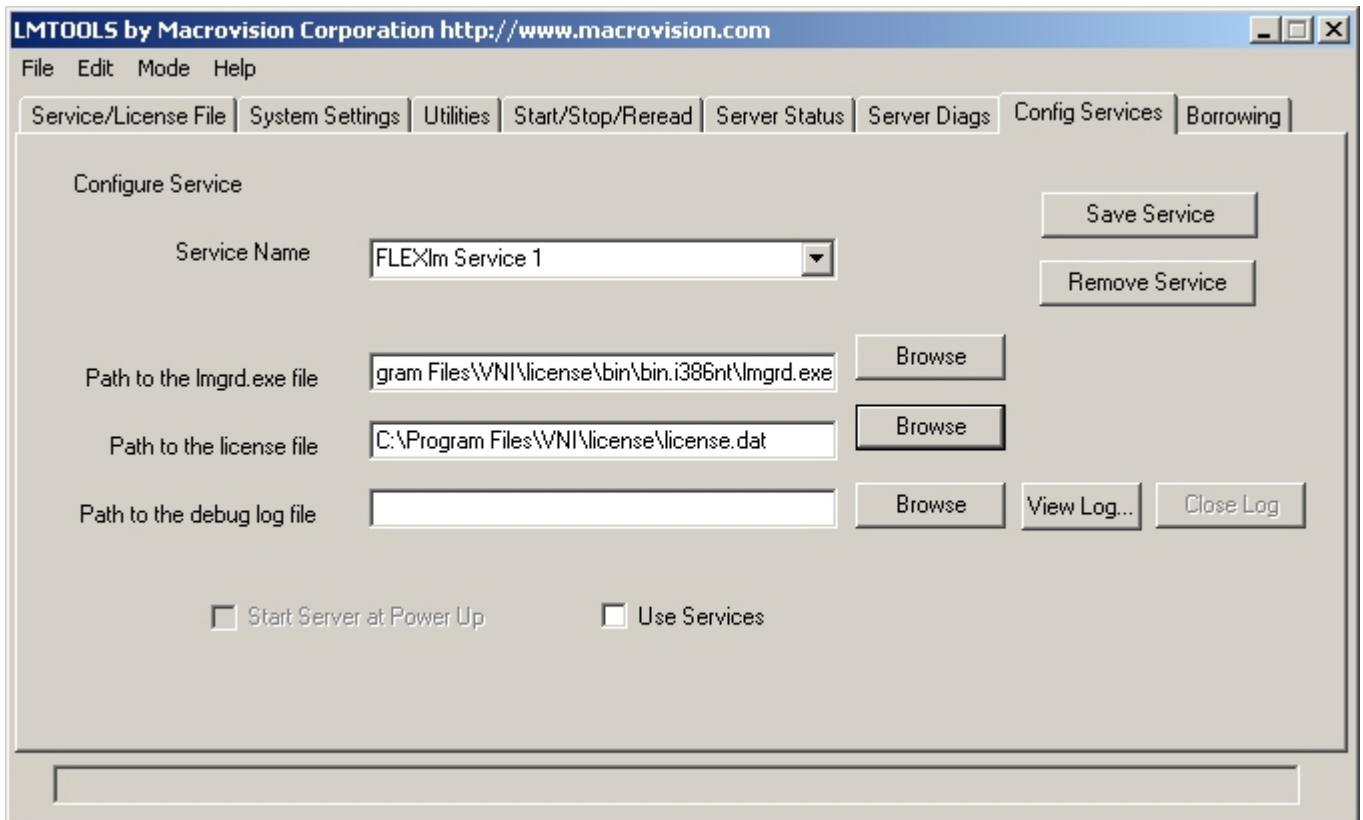 LMTOOLS by Macrovision Corporation http://www.macrovision.com
File Edit Mode Help
Service/License File System Settings Utilities Start/Stop/Reread Server Status Server Diags Config Services Borrowing
Configure Service
Save Service
Service Name FLEXlm Service 1
Remove Service
Path to the lmgrd.exe file gram Files\VNI\license\bin\bin.i386nt\lmgrd.exe Browse
Path to the license file C:\Program Files\VNI\license\license.dat Browse
Path to the debug log file Browse View Log... Close Log
Start Server at Power Up Use Services